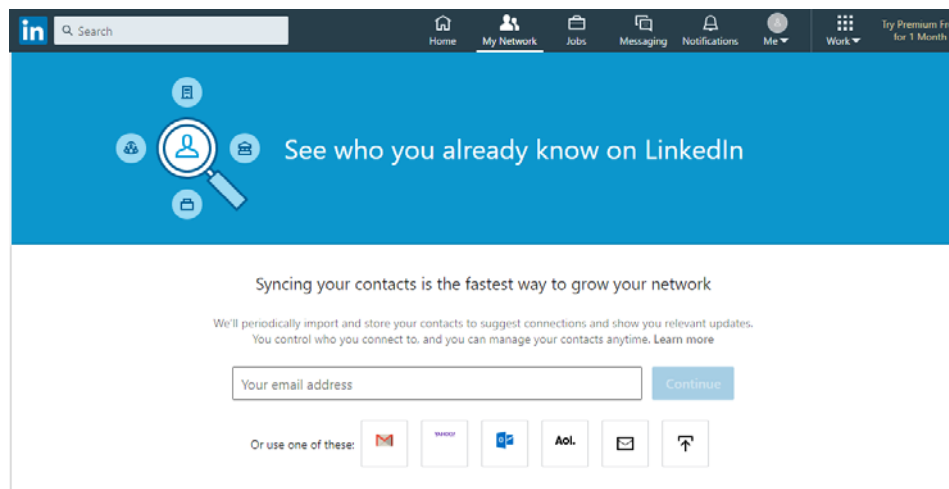 in
Search
Home
My Network
Jobs
Messaging
Notifications
Me
Work
Try Premium Fr
for 1 Month
See who you already know on LinkedIn
Syncing your contacts is the fastest way to grow your network
We'll periodically import and store your contacts to suggest connections and show you relevant updates.
You control who you connect to, and you can manage your contacts anytime. Learn more
Your email address
Continue
Or use one of these:
YAHOO!
Aol.